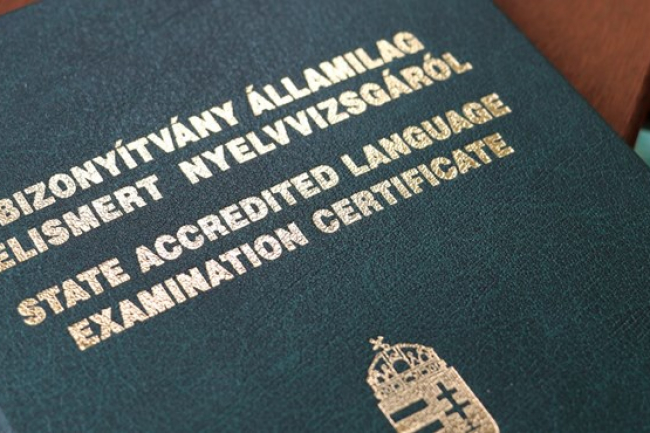 BIZONYÍTVÁNY ÁLLAMILAG
ELISMERT NYELVVIZSGÁRÓL
STATE ACCREDITED LANGUAGE
EXAMINATION CERTIFICATE